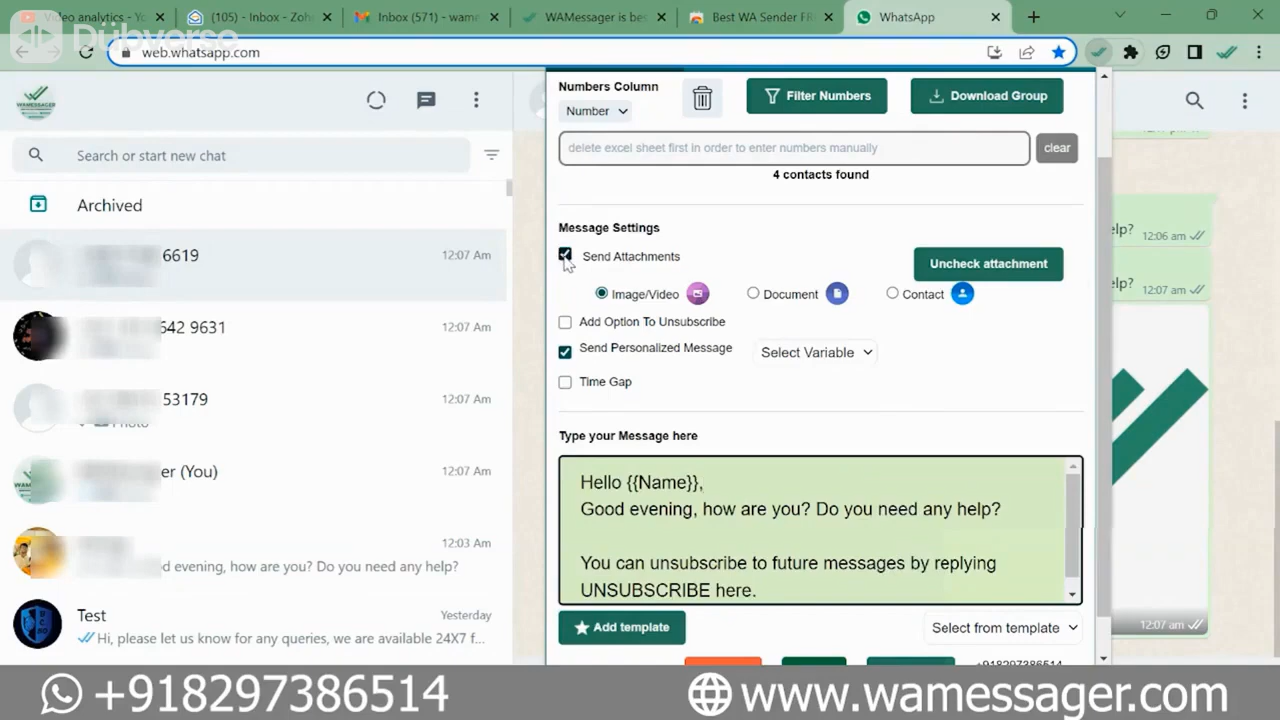 Video analytics - Yo
(105) - Inbox - Zoh
Inbox (571) - wame
WAMessager is bes
Best WA Sender FR
WhatsApp
Dubverse
web.whatsapp.com
WAMESSAGER
Numbers Column
Number
Filter Numbers
Download Group
delete excel sheet first in order to enter numbers manually
clear
4 contacts found
Search or start new chat
Archived
6619
12:07 Am
642 9631
12:07 Am
53179
12:07 Am
Photo
er (You)
12:07 Am
12:03 AM
d evening, how are you? Do you need any help?
Test
Yesterday
Hi, please let us know for any queries, we are available 24X7 f...
Message Settings
Send Attachments
Uncheck attachment
Image/Video
Document
Contact
Add Option To Unsubscribe
Send Personalized Message
Select Variable
Time Gap
Type your Message here
Hello {{Name}},
Good evening, how are you? Do you need any help?
You can unsubscribe to future messages by replying
UNSUBSCRIBE here.
Add template
Select from template
+918297386514
elp?
12:06 am
elp?
12:07 am
12:07 am
+918297386514
www.wamessager.com